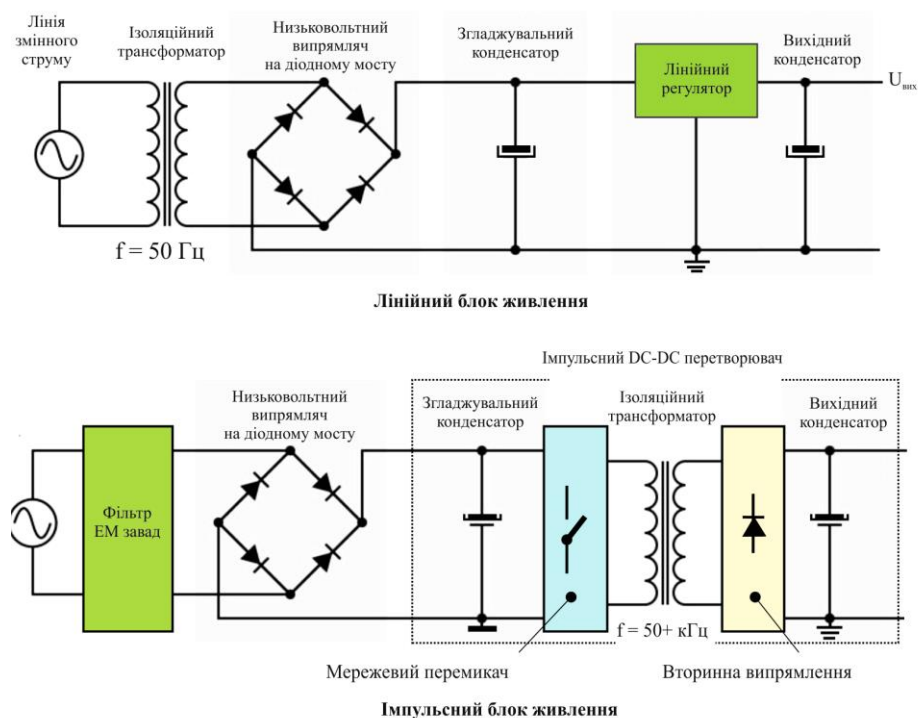 Лінія
змінного
струму
Ізоляційний
трансформатор
Низьковольтний
випрямляч
на діодному мосту
Згладжувальний
конденсатор
Лінійний
регулятор
Вихідний
конденсатор
Uвих
f = 50 Гц
Лінійний блок живлення
Імпульсний DC-DC перетворювач
Низьковольтний
випрямляч
на діодному мосту
Згладжувальний
конденсатор
Ізоляційний
трансформатор
Вихідний
конденсатор
Фільтр
ЕМ завад
f = 50+ кГц
Мережевий перемикач
Вторинна випрямлення
Імпульсний блок живлення